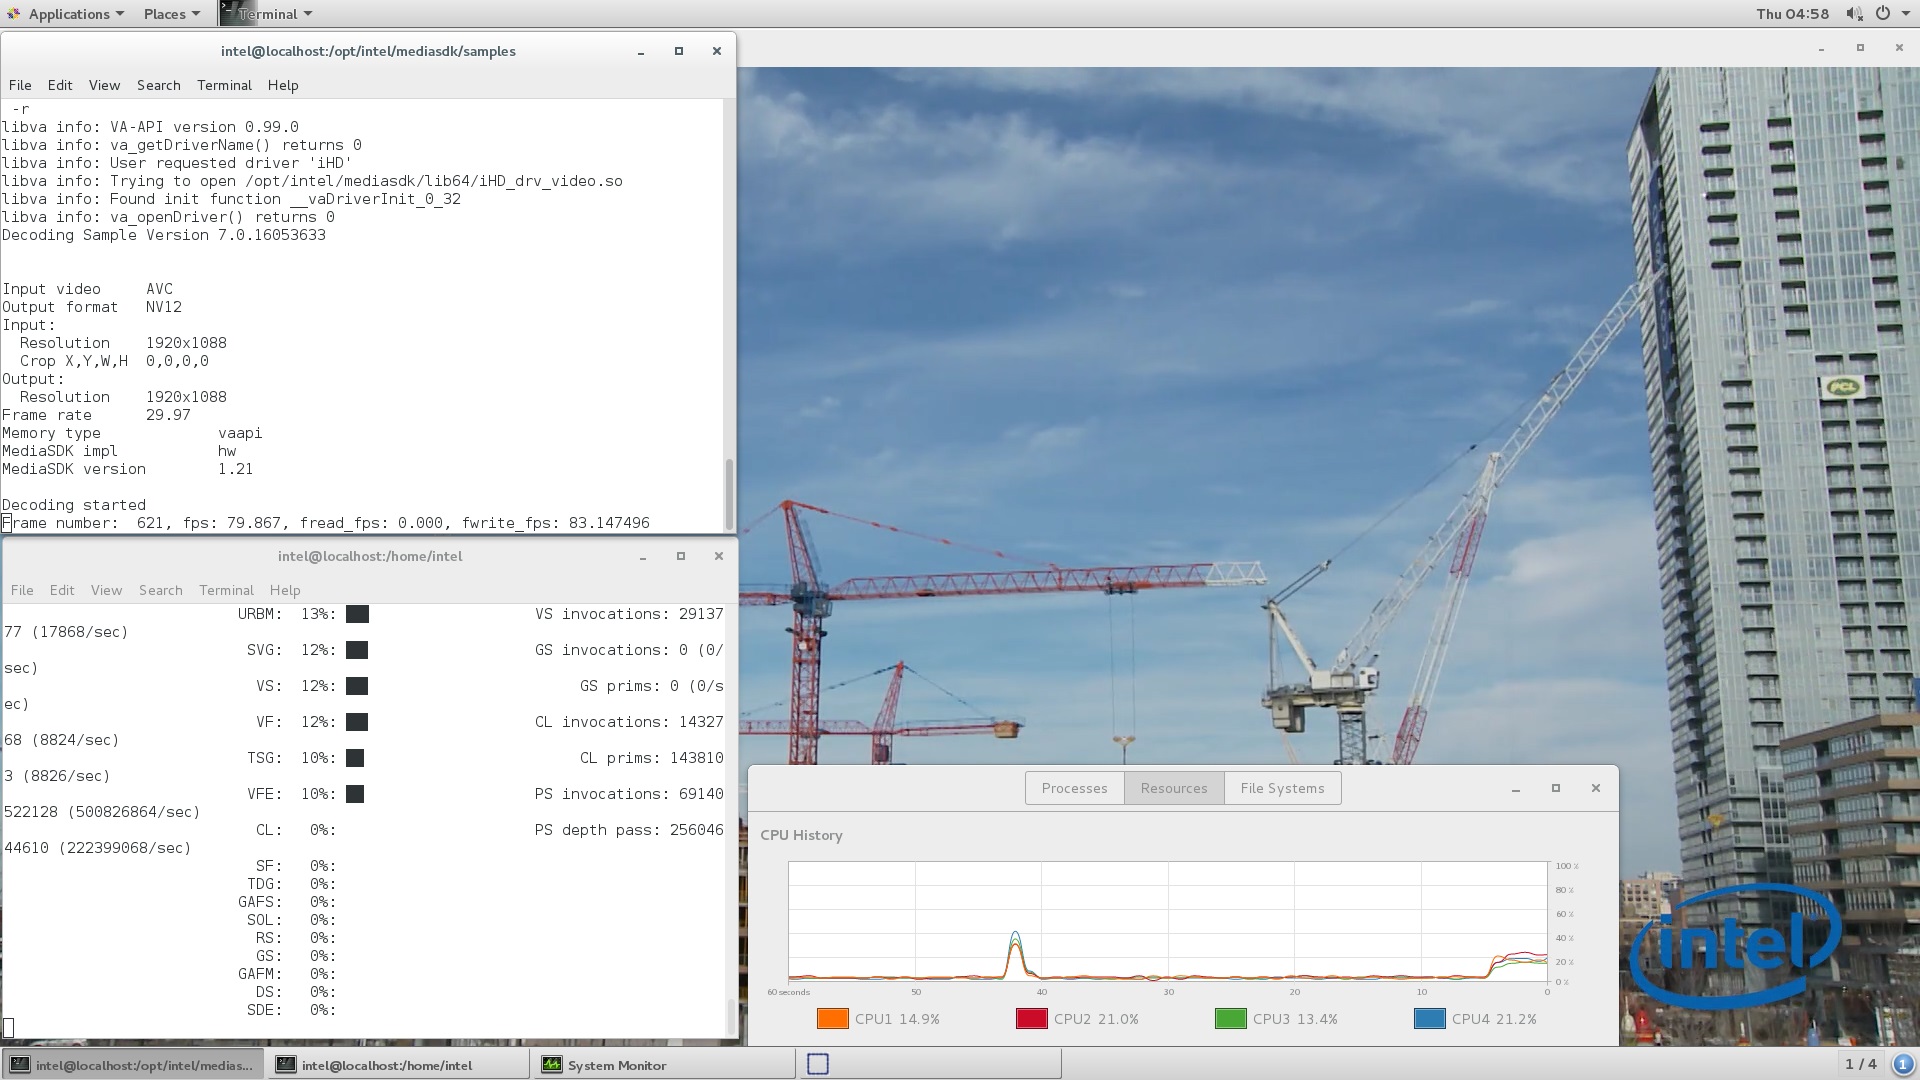 Applications Places Terminal Thu 04:58
intel@localhost:/opt/intel/mediasdk/samples
File Edit View Search Terminal Help
-r
libva info: VA-API version 0.99.0
libva info: va_getDriverName() returns 0
libva info: User requested driver 'iHD'
libva info: Trying to open /opt/intel/mediasdk/lib64/iHD_drv_video.so
libva info: Found init function __vaDriverInit_0_32
libva info: va_openDriver() returns 0
Decoding Sample Version 7.0.16053633
Input video AVC
Output format NV12
Input:
Resolution 1920x1088
Crop X,Y,W,H 0,0,0,0
Output:
Resolution 1920x1088
Frame rate 29.97
Memory type vaapi
MediaSDK impl hw
MediaSDK version 1.21
Decoding started
Frame number: 621, fps: 79.867, fread_fps: 0.000, fwrite_fps: 83.147496
intel@localhost:/home/intel
File Edit View Search Terminal Help
URBM: 13%: VS invocations: 29137
77 (17868/sec)
SVG: 12%: GS invocations: 0 (0/
sec)
VS: 12%: GS prims: 0 (0/s
ec)
VF: 12%: CL invocations: 14327
68 (8824/sec)
TSG: 10%: CL prims: 143810
3 (8826/sec)
VFE: 10%: PS invocations: 69140
522128 (500826864/sec)
CL: 0%: PS depth pass: 256046
44610 (222399068/sec)
SF: 0%:
TDG: 0%:
GAFS: 0%:
SOL: 0%:
RS: 0%:
GS: 0%:
GAFM: 0%:
DS: 0%:
SDE: 0%:
PCL
Processes Resources File Systems
CPU History
100 %
80 %
60 %
40 %
20 %
0 %
60 seconds 50 40 30 20 10 0
CPU1 14.9% CPU2 21.0% CPU3 13.4% CPU4 21.2%
intel
intel@localhost:/opt/intel/medias... intel@localhost:/home/intel System Monitor 1 / 4 1